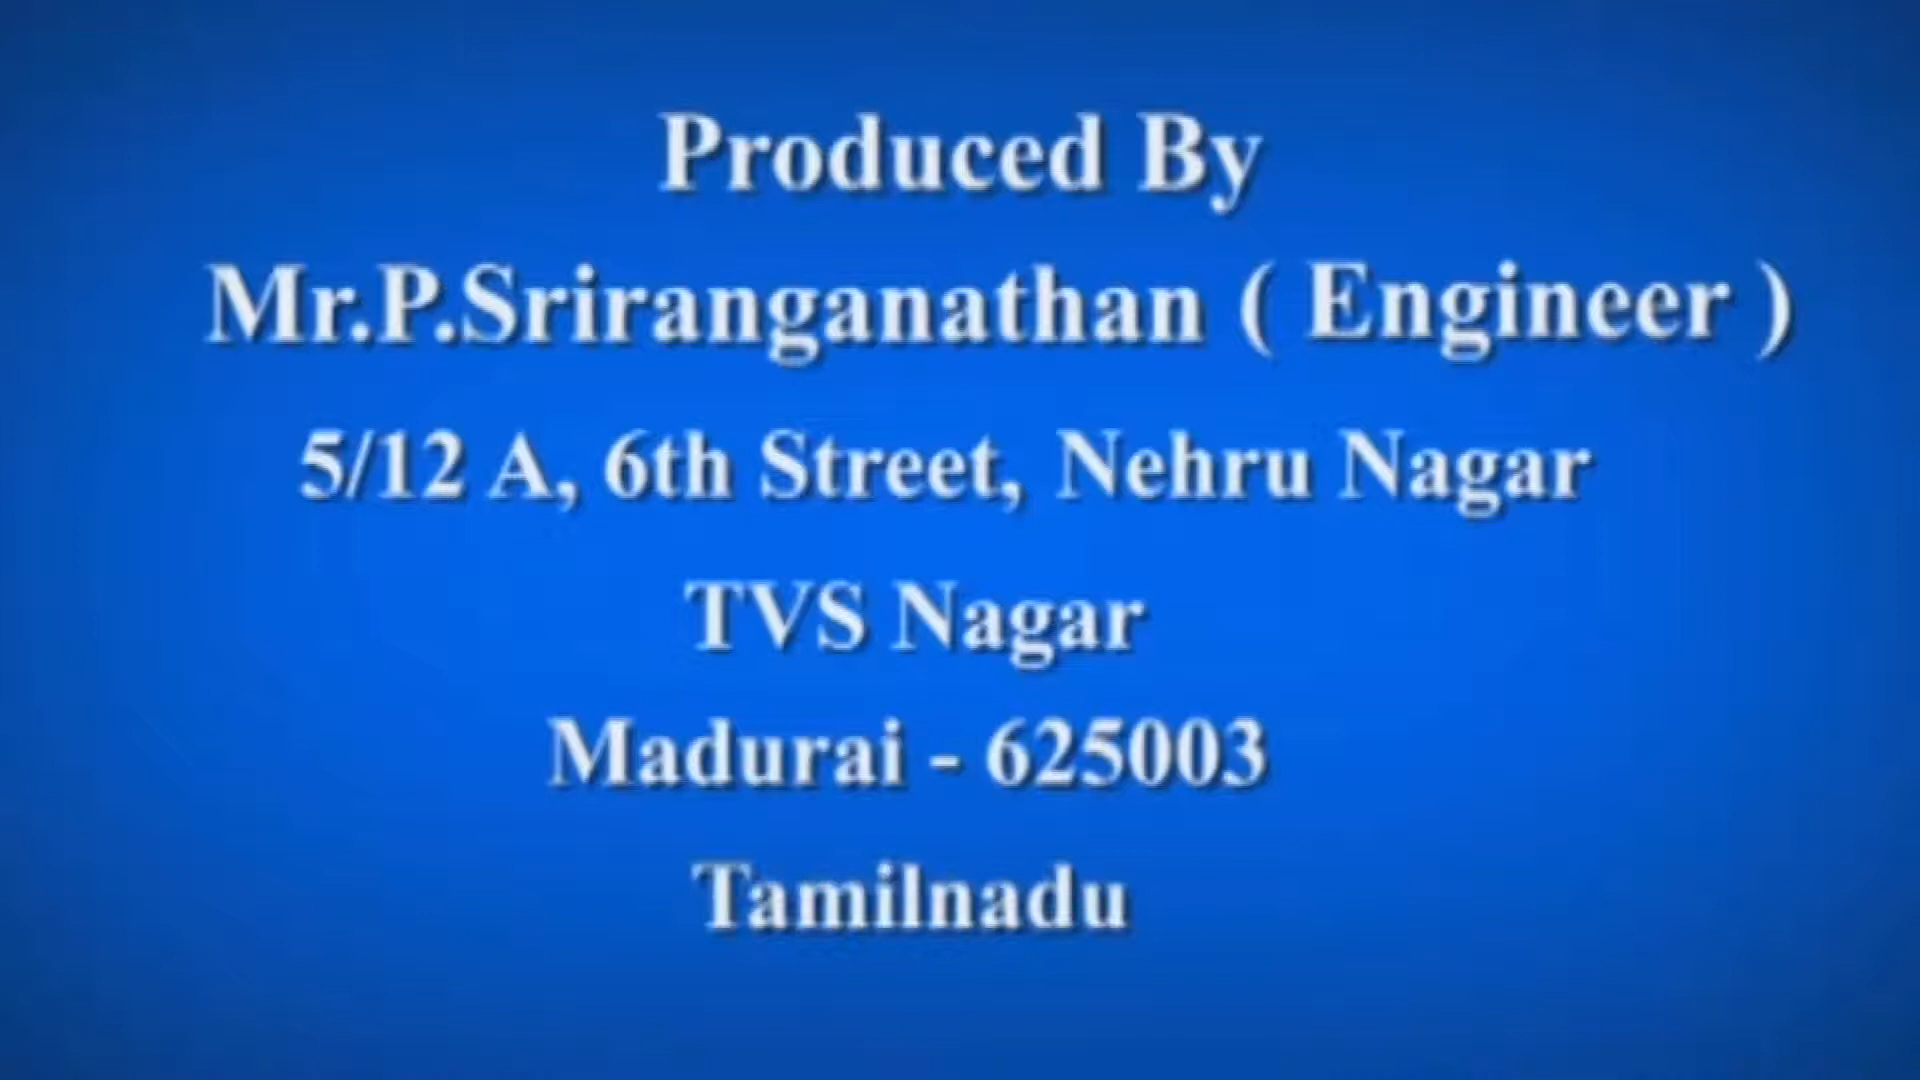 Produced By
Mr.P.Sriranganathan ( Engineer )
5/12 A, 6th Street, Nehru Nagar
TVS Nagar
Madurai - 625003
Tamilnadu